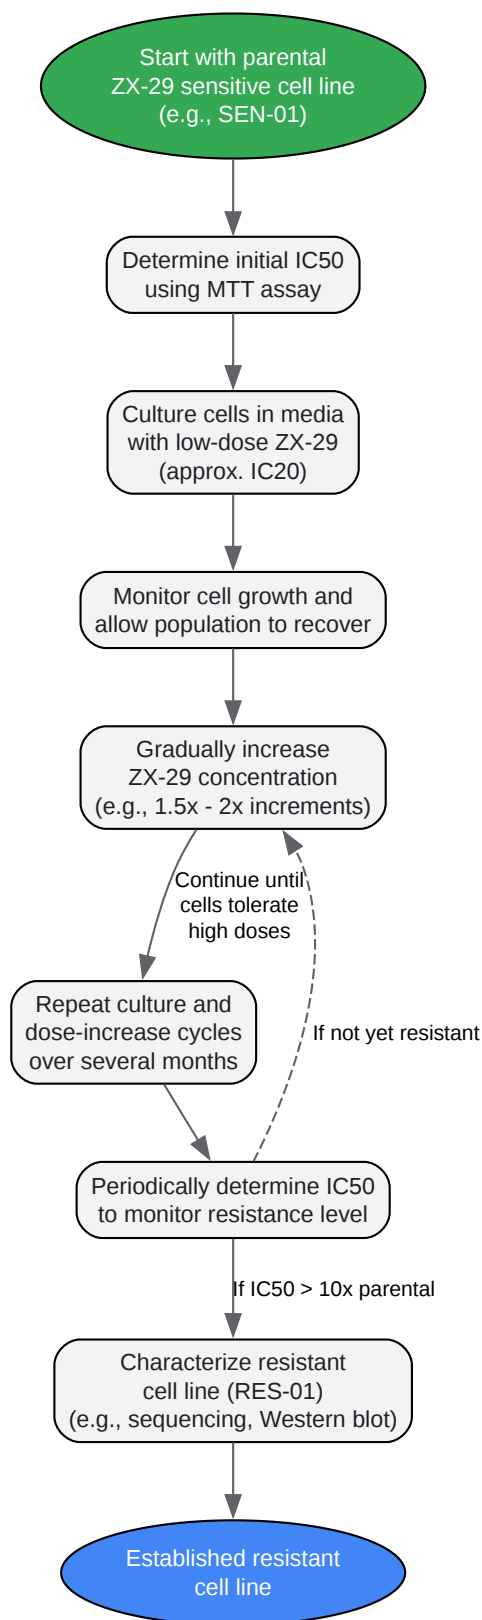 Start with parental
ZX-29 sensitive cell line
(e.g., SEN-01)
Determine initial IC50
using MTT assay
Culture cells in media
with low-dose ZX-29
(approx. IC20)
Monitor cell growth and
allow population to recover
Gradually increase
ZX-29 concentration
(e.g., 1.5x - 2x increments)
Continue until
cells tolerate
high doses
Repeat culture and
dose-increase cycles
over several months
If not yet resistant
Periodically determine IC50
to monitor resistance level
If IC50 > 10x parental
Characterize resistant
cell line (RES-01)
(e.g., sequencing, Western blot)
Established resistant
cell line